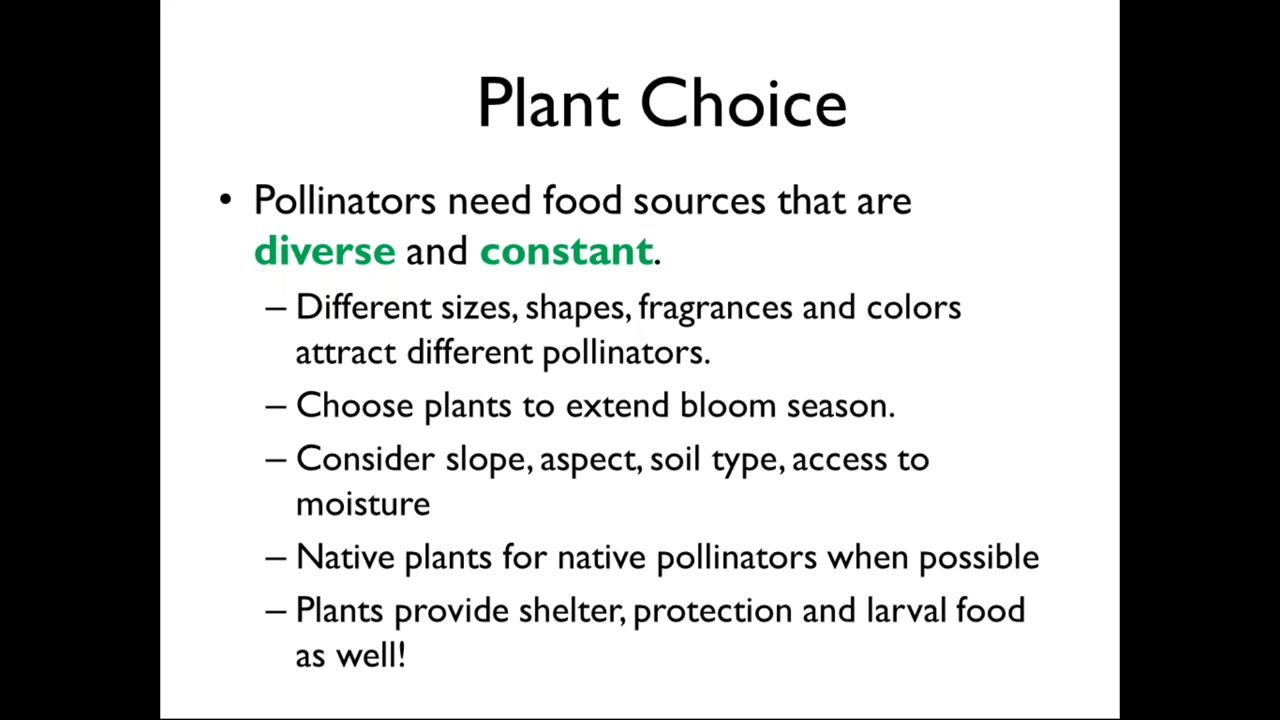 Plant Choice
• Pollinators need food sources that are
diverse and constant.
– Different sizes, shapes, fragrances and colors
attract different pollinators.
– Choose plants to extend bloom season.
– Consider slope, aspect, soil type, access to
moisture
– Native plants for native pollinators when possible
– Plants provide shelter, protection and larval food
as well!